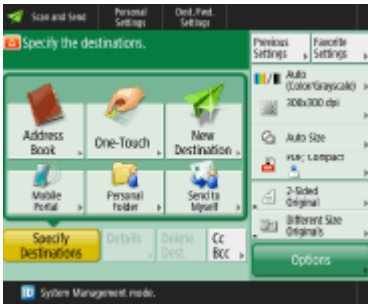 Scan and Send
Personal Settings
Dest./Fwd. Settings
Specify the destinations.
Previous Settings
Favorite Settings
Auto (Color/Grayscale)
300x300 dpi
Address Book
One-Touch
New Destination
Auto Size
PDF; Compact
Mobile Portal
Personal Folder
Send to Myself
2-Sided Original
Different Size Originals
Specify Destinations
Details
Delete Dest.
Cc Bcc
Options
ID System Management mode.